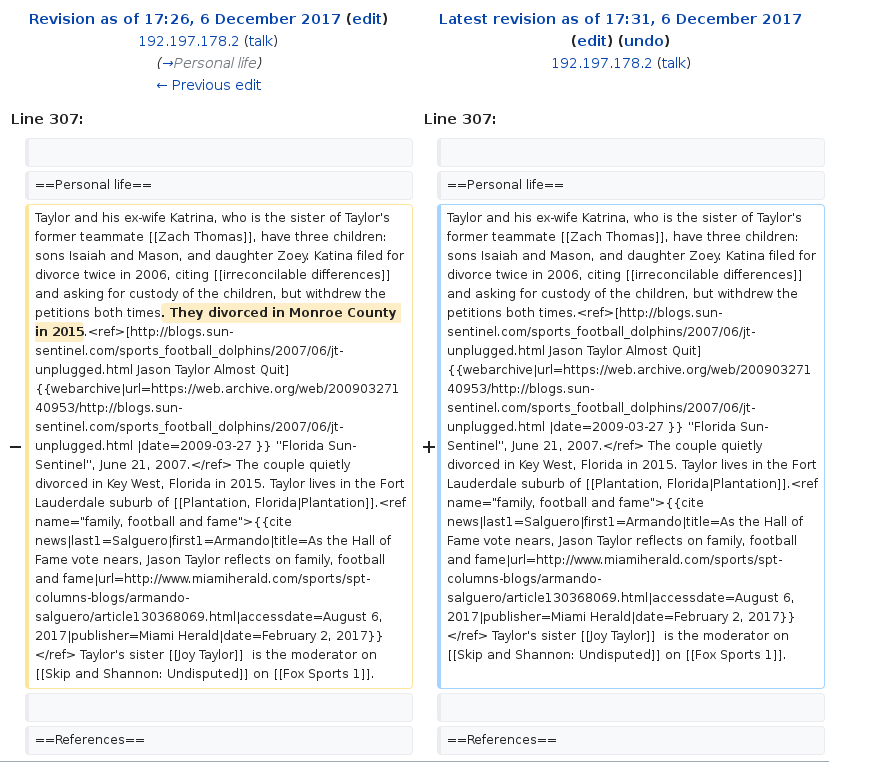 Revision as of 17:26, 6 December 2017 (edit)
192.197.178.2 (talk)
(→Personal life)
← Previous edit
Latest revision as of 17:31, 6 December 2017
(edit) (undo)
192.197.178.2 (talk)
Line 307:
Line 307:
==Personal life==
==Personal life==
−
Taylor and his ex-wife Katrina, who is the sister of Taylor's
former teammate [[Zach Thomas]], have three children:
sons Isaiah and Mason, and daughter Zoey. Katina filed for
divorce twice in 2006, citing [[irreconcilable differences]]
and asking for custody of the children, but withdrew the
petitions both times. They divorced in Monroe County
in 2015.<ref>[http://blogs.sun-
sentinel.com/sports_football_dolphins/2007/06/jt-
unplugged.html Jason Taylor Almost Quit]
{{webarchive|url=https://web.archive.org/web/200903271
40953/http://blogs.sun-
sentinel.com/sports_football_dolphins/2007/06/jt-
unplugged.html |date=2009-03-27 }} "Florida Sun-
Sentinel", June 21, 2007.</ref> The couple quietly
divorced in Key West, Florida in 2015. Taylor lives in the Fort
Lauderdale suburb of [[Plantation, Florida|Plantation]].<ref
name="family, football and fame">{{cite
news|last1=Salguero|first1=Armando|title=As the Hall of
Fame vote nears, Jason Taylor reflects on family, football
and fame|url=http://www.miamiherald.com/sports/spt-
columns-blogs/armando-
salguero/article130368069.html|accessdate=August 6,
2017|publisher=Miami Herald|date=February 2, 2017}}
</ref> Taylor's sister [[Joy Taylor]]  is the moderator on
[[Skip and Shannon: Undisputed]] on [[Fox Sports 1]].
+
Taylor and his ex-wife Katrina, who is the sister of Taylor's
former teammate [[Zach Thomas]], have three children:
sons Isaiah and Mason, and daughter Zoey. Katina filed for
divorce twice in 2006, citing [[irreconcilable differences]]
and asking for custody of the children, but withdrew the
petitions both times.<ref>[http://blogs.sun-
sentinel.com/sports_football_dolphins/2007/06/jt-
unplugged.html Jason Taylor Almost Quit]
{{webarchive|url=https://web.archive.org/web/200903271
40953/http://blogs.sun-
sentinel.com/sports_football_dolphins/2007/06/jt-
unplugged.html |date=2009-03-27 }} "Florida Sun-
Sentinel", June 21, 2007.</ref> The couple quietly
divorced in Key West, Florida in 2015. Taylor lives in the Fort
Lauderdale suburb of [[Plantation, Florida|Plantation]].<ref
name="family, football and fame">{{cite
news|last1=Salguero|first1=Armando|title=As the Hall of
Fame vote nears, Jason Taylor reflects on family, football
and fame|url=http://www.miamiherald.com/sports/spt-
columns-blogs/armando-
salguero/article130368069.html|accessdate=August 6,
2017|publisher=Miami Herald|date=February 2, 2017}}
</ref> Taylor's sister [[Joy Taylor]]  is the moderator on
[[Skip and Shannon: Undisputed]] on [[Fox Sports 1]].
==References==
==References==